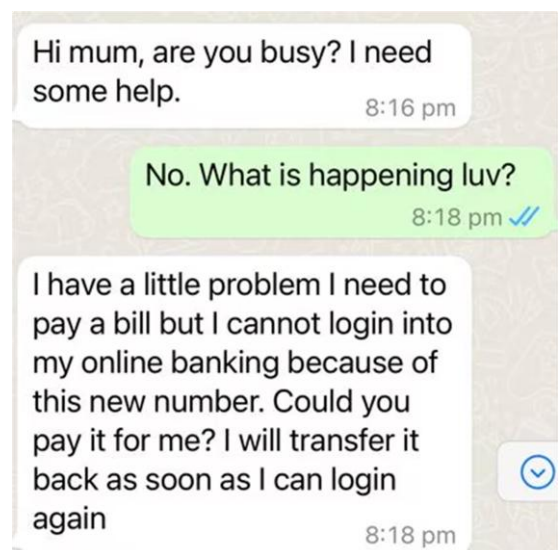 Hi mum, are you busy? I need
some help.
8:16 pm
No. What is happening luv?
8:18 pm
I have a little problem I need to
pay a bill but I cannot login into
my online banking because of
this new number. Could you
pay it for me? I will transfer it
back as soon as I can login
again
8:18 pm